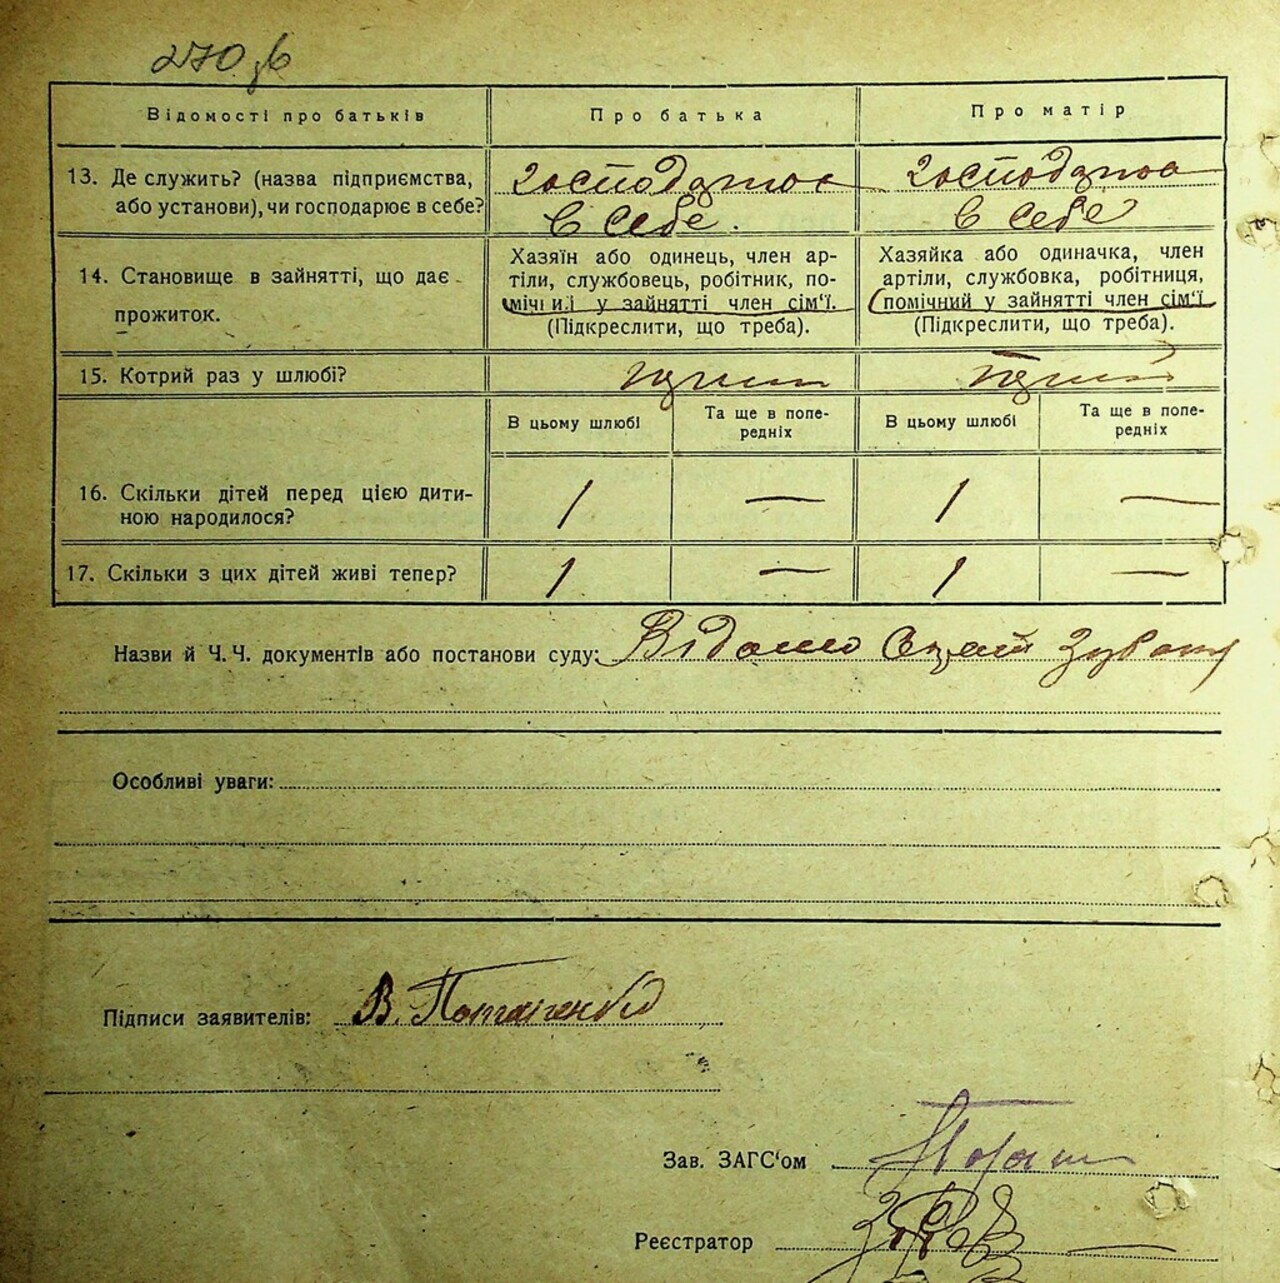 270 зв
Відомості про батьків
Про батька
Про матір
13. Де служить? (назва підприємства,
або установи), чи господарює в себе?
господарює
в себе.
господарює
в себе
14. Становище в зайнятті, що дає
прожиток.
Хазяїн або одинець, член ар-
тіли, службовець, робітник, по-
мічний у зайнятті член сім'ї.
(Підкреслити, що треба).
Хазяйка або одиначка, член
артіли, службовка, робітниця,
помічний у зайнятті член сім'ї
(Підкреслити, що треба).
15. Котрий раз у шлюбі?
В цьому шлюбі
Та ще в попе-
редніх
В цьому шлюбі
Та ще в попе-
редніх
16. Скільки дітей перед цією дити-
ною народилося?
1 — 1 —
17. Скільки з цих дітей живі тепер?
1 — 1 —
Назви й Ч. Ч. документів або постанови суду: Відомо
Особливі уваги:
Підписи заявителів: В.
Зав. ЗАГС'ом
Реєстратор